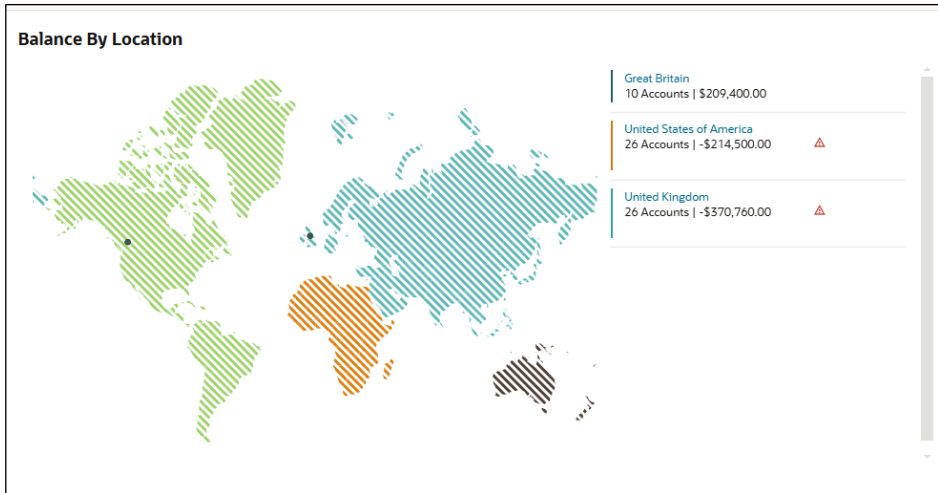 Balance By Location
Great Britain
10 Accounts | $209,400.00
United States of America
26 Accounts | -$214,500.00
United Kingdom
26 Accounts | -$370,760.00